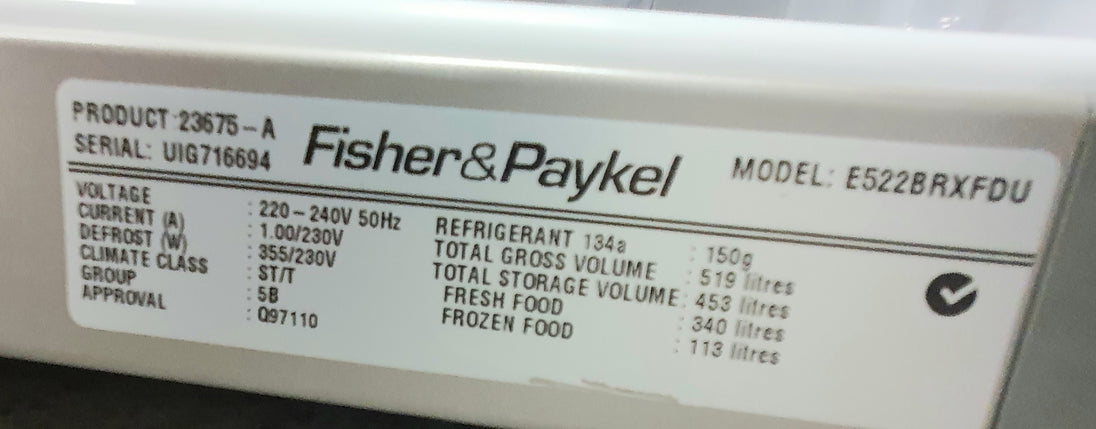 PRODUCT 23675-A
SERIAL: UIG716694
Fisher&Paykel
MODEL: E522BRXFDU
VOLTAGE : 220-240V 50Hz
CURRENT (A) : 1.00/230V
DEFROST (W) : 355/230V
CLIMATE CLASS : ST/T
GROUP : 5B
APPROVAL : Q97110
REFRIGERANT 134a : 150g
TOTAL GROSS VOLUME : 519 litres
TOTAL STORAGE VOLUME : 453 litres
FRESH FOOD : 340 litres
FROZEN FOOD : 113 litres